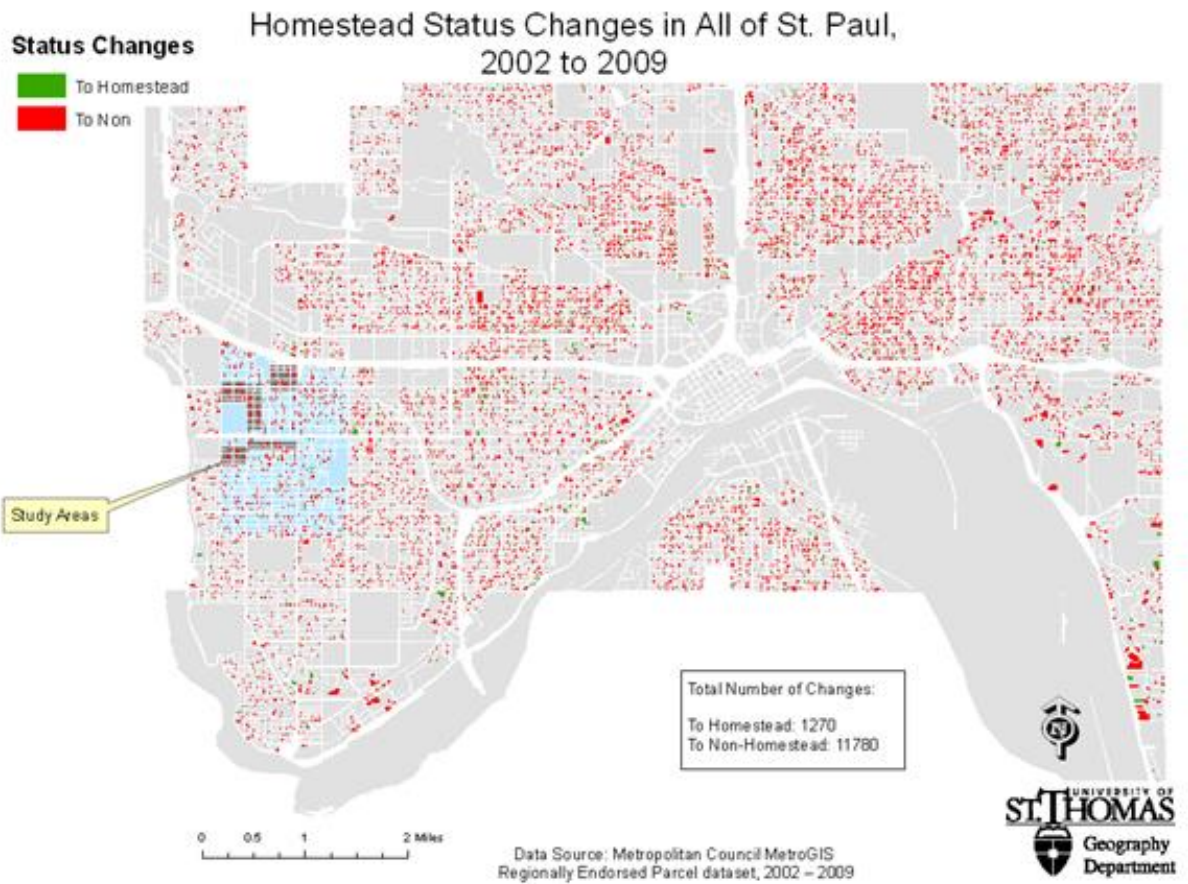 Homestead Status Changes in All of St. Paul,
2002 to 2009
Status Changes
To Homestead
To Non
Study Areas
Total Number of Changes:
To Homestead: 1270
To Non-Homestead: 11780
N
0 0.5 1 2 Miles
Data Source: Metropolitan Council MetroGIS
Regionally Endorsed Parcel dataset, 2002 – 2009
UNIVERSITY OF
ST. THOMAS
Geography
Department